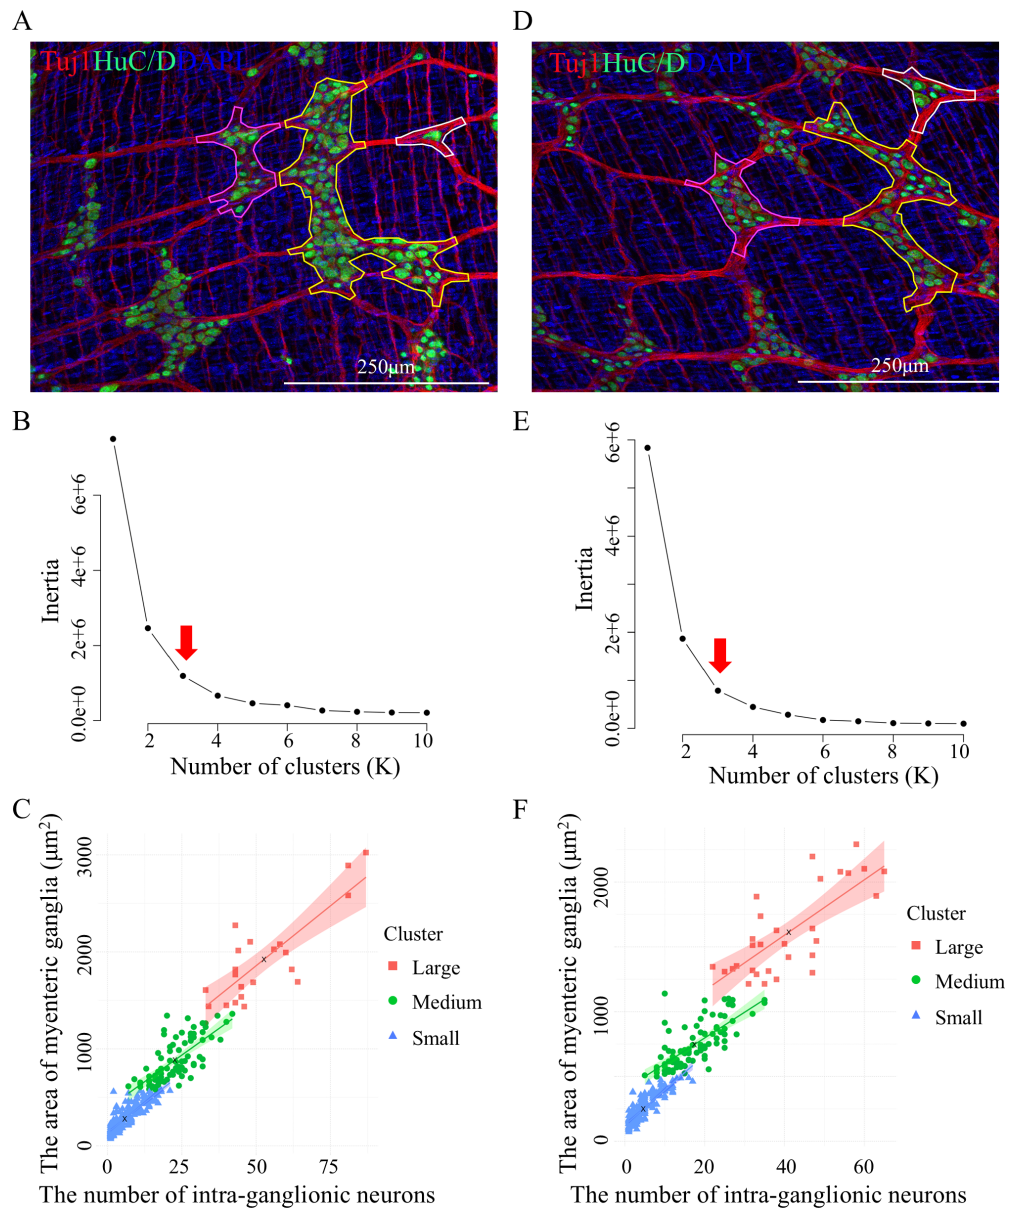 A
Tuj1HuC/DDAPI
250μm
D
Tuj1HuC/DDAPI
250μm
B
Inertia
6e+6
4e+6
2e+6
0.0e+0
2 4 6 8 10
Number of clusters (K)
E
Inertia
6e+6
4e+6
2e+6
0.0e+0
2 4 6 8 10
Number of clusters (K)
C
The area of myenteric ganglia (μm²)
3000
2000
1000
0
0 25 50 75
The number of intra-ganglionic neurons
Cluster
Large
Medium
Small
F
The area of myenteric ganglia (μm²)
2000
1000
0
0 20 40 60
The number of intra-ganglionic neurons
Cluster
Large
Medium
Small